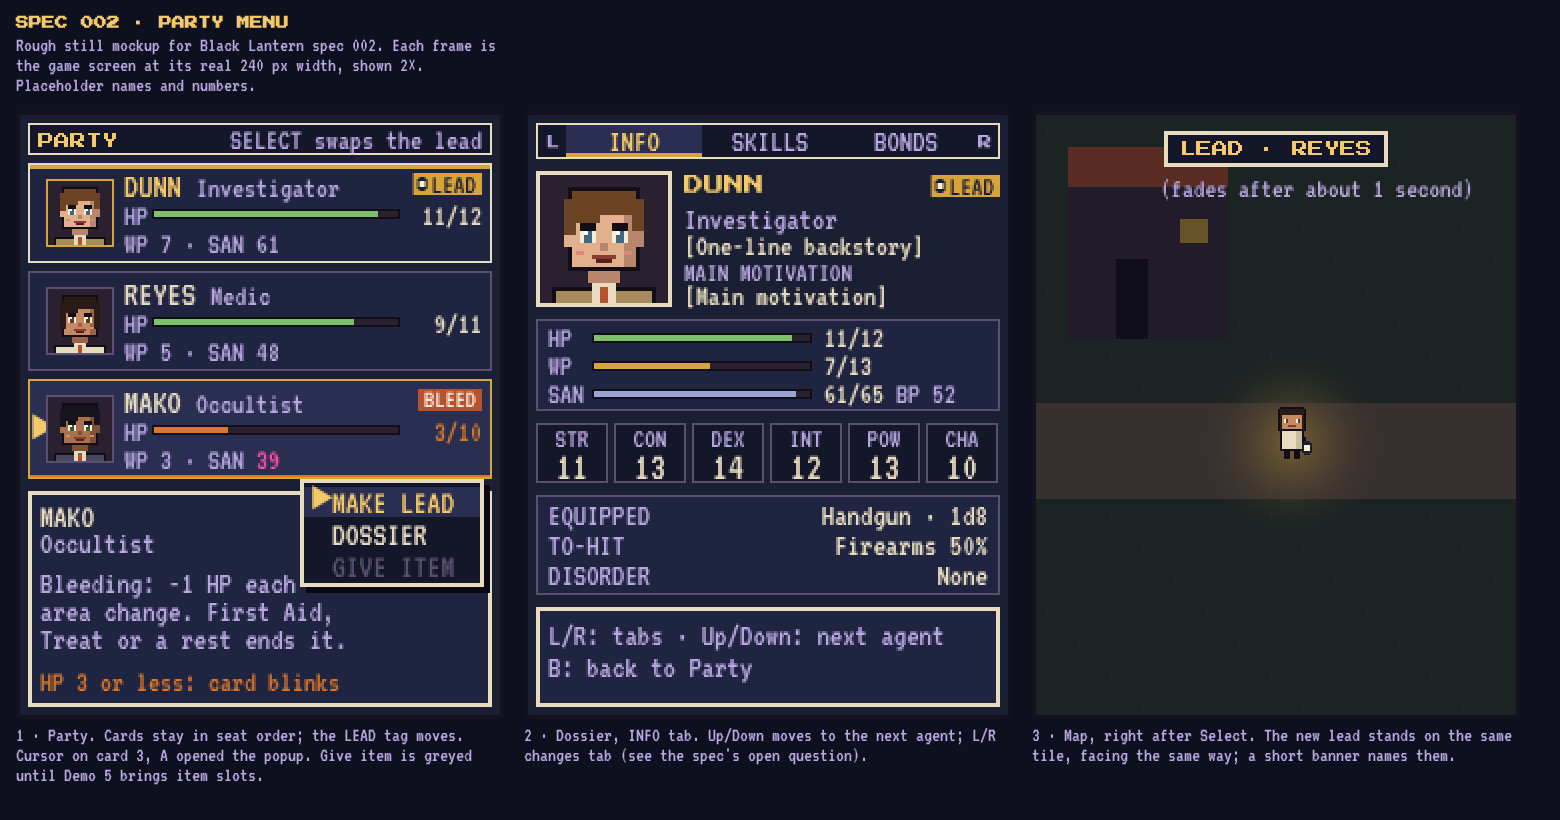 SPEC 002 · PARTY MENU
Rough still mockup for Black Lantern spec 002. Each frame is
the game screen at its real 240 px width, shown 2X.
Placeholder names and numbers.
PARTY SELECT swaps the lead
DUNN Investigator LEAD
HP 11/12
WP 7 · SAN 61
REYES Medic
HP 9/11
WP 5 · SAN 48
MAKO Occultist BLEED
HP 3/10
WP 3 · SAN 39
MAKE LEAD
DOSSIER
GIVE ITEM
MAKO
Occultist
Bleeding: -1 HP each
area change. First Aid,
Treat or a rest ends it.
HP 3 or less: card blinks
1 · Party. Cards stay in seat order; the LEAD tag moves.
Cursor on card 3, A opened the popup. Give item is greyed
until Demo 5 brings item slots.
L INFO SKILLS BONDS R
DUNN LEAD
Investigator
[One-line backstory]
MAIN MOTIVATION
[Main motivation]
HP 11/12
WP 7/13
SAN 61/65 BP 52
STR CON DEX INT POW CHA
11 13 14 12 13 10
EQUIPPED Handgun · 1d8
TO-HIT Firearms 50%
DISORDER None
L/R: tabs · Up/Down: next agent
B: back to Party
2 · Dossier, INFO tab. Up/Down moves to the next agent; L/R
changes tab (see the spec's open question).
LEAD · REYES
(fades after about 1 second)
3 · Map, right after Select. The new lead stands on the same
tile, facing the same way; a short banner names them.